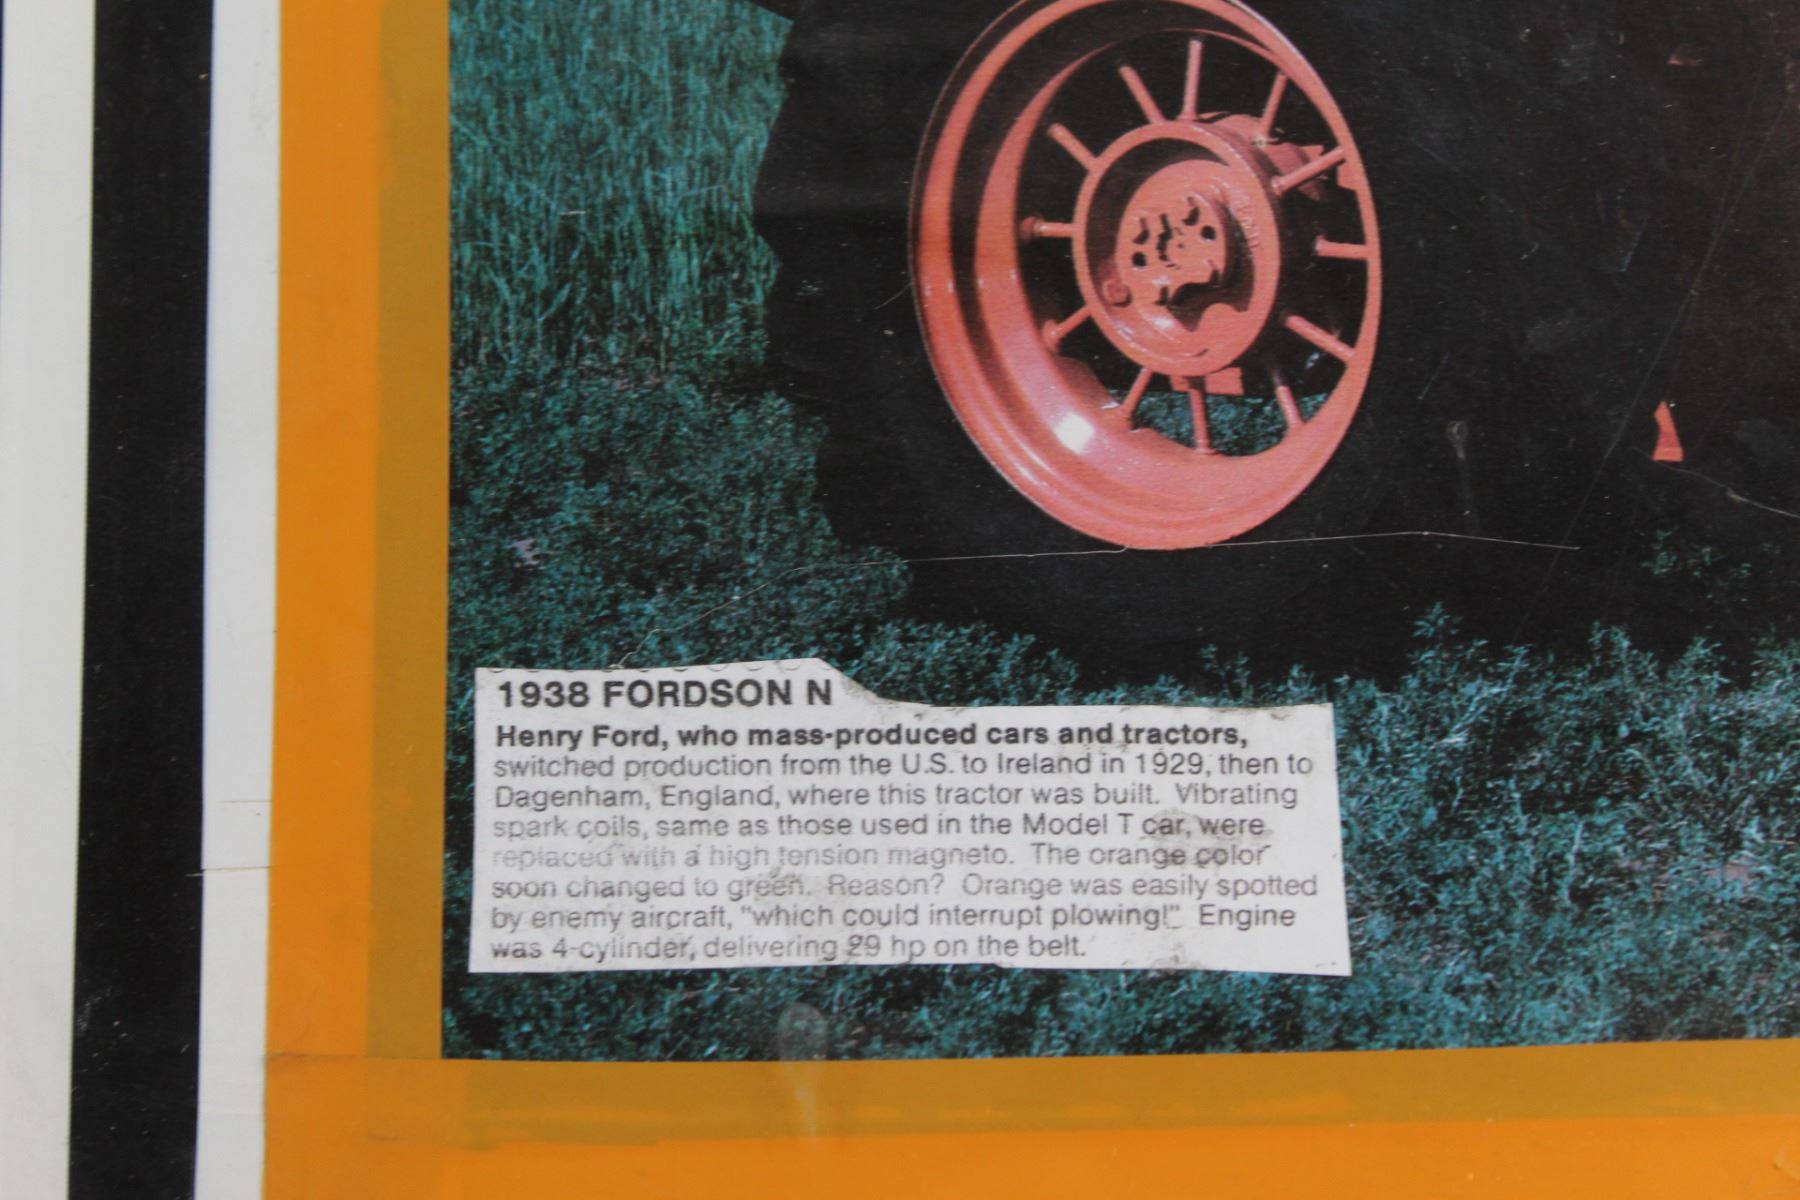 1938 FORDSON N
Henry Ford, who mass-produced cars and tractors,
switched production from the U.S. to Ireland in 1929, then to
Dagenham, England, where this tractor was built. Vibrating
spark coils, same as those used in the Model T car, were
replaced with a high tension magneto. The orange color
soon changed to green. Reason? Orange was easily spotted
by enemy aircraft, "which could interrupt plowing!" Engine
was 4-cylinder, delivering 29 hp on the belt.